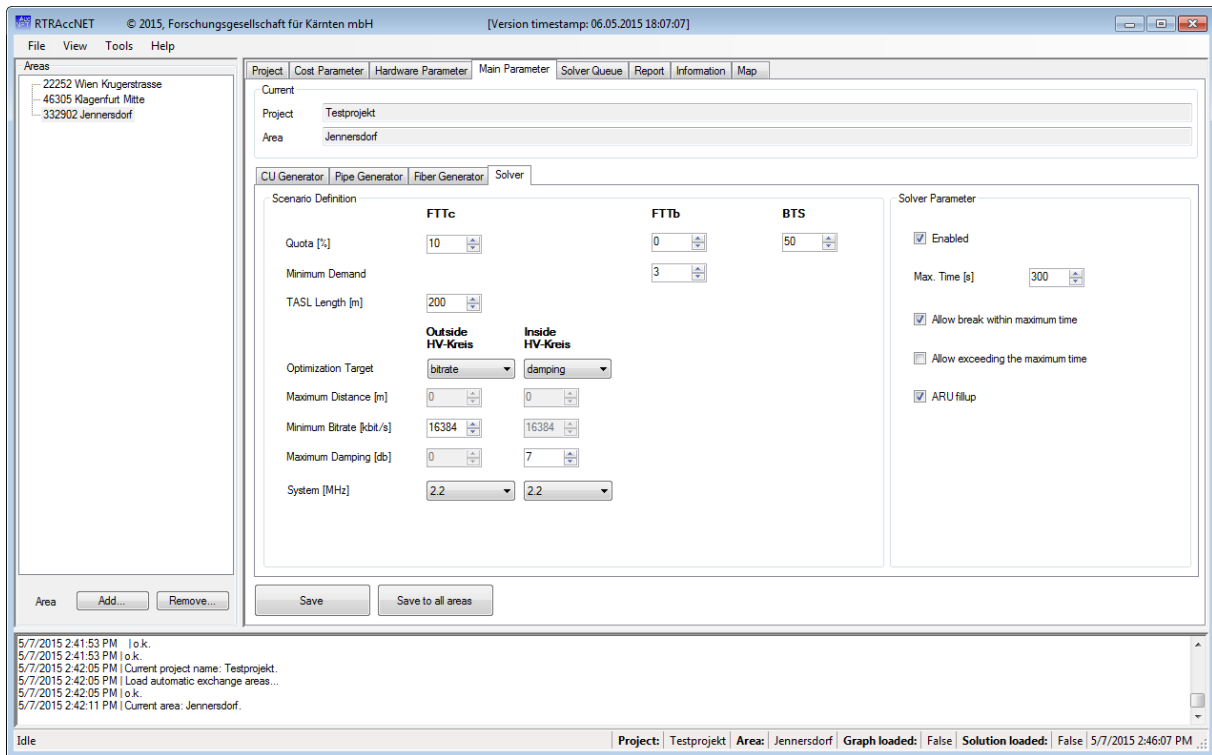 RTRAccNET © 2015, Forschungsgesellschaft für Kärnten mbH [Version timestamp: 06.05.2015 18:07:07]
File View Tools Help
Areas
22252 Wien Krugerstrasse
46305 Klagenfurt Mitte
332902 Jennersdorf
Area Add... Remove...
Project Cost Parameter Hardware Parameter Main Parameter Solver Queue Report Information Map
Current
Project Testprojekt
Area Jennersdorf
CU Generator Pipe Generator Fiber Generator Solver
Scenario Definition
FTTc FTTb BTS
Quota [%] 10 0 50
Minimum Demand 3
TASL Length [m] 200
Outside Inside
HV-Kreis HV-Kreis
Optimization Target bitrate damping
Maximum Distance [m] 0 0
Minimum Bitrate [kbit/s] 16384 16384
Maximum Damping [db] 0 7
System [MHz] 2.2 2.2
Solver Parameter
Enabled
Max. Time [s] 300
Allow break within maximum time
Allow exceeding the maximum time
ARU fillup
Save Save to all areas
5/7/2015 2:41:53 PM | o.k.
5/7/2015 2:41:53 PM | o.k.
5/7/2015 2:42:05 PM | Current project name: Testprojekt.
5/7/2015 2:42:05 PM | Load automatic exchange areas...
5/7/2015 2:42:05 PM | o.k.
5/7/2015 2:42:11 PM | Current area: Jennersdorf.
Idle Project: Testprojekt Area: Jennersdorf Graph loaded: False Solution loaded: False 5/7/2015 2:46:07 PM